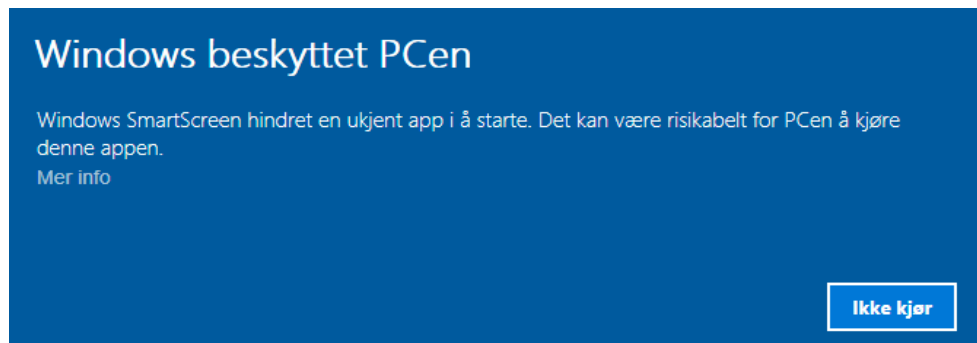 Windows beskyttet PCen
Windows SmartScreen hindret en ukjent app i å starte. Det kan være risikabelt for PCen å kjøre
denne appen.
Mer info
Ikke kjør